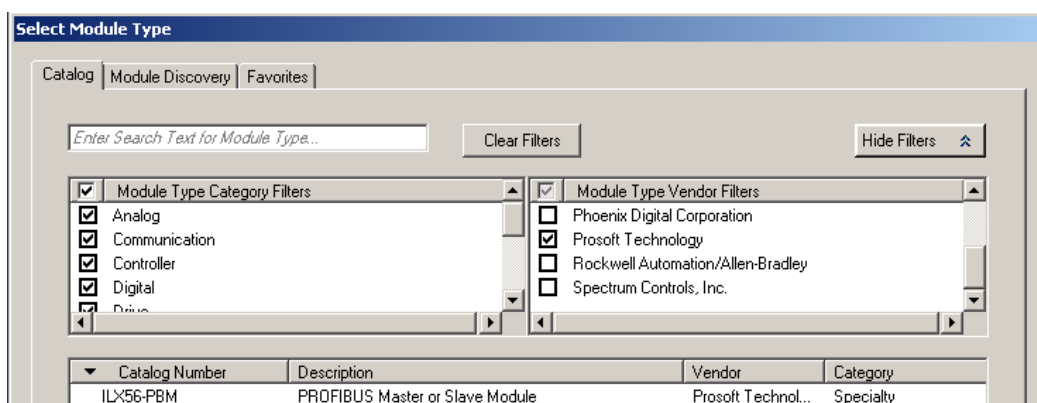 Select Module Type
Catalog Module Discovery Favorites
Enter Search Text for Module Type... Clear Filters Hide Filters
Module Type Category Filters Module Type Vendor Filters
Analog Phoenix Digital Corporation
Communication Prosoft Technology
Controller Rockwell Automation/Allen-Bradley
Digital Spectrum Controls, Inc.
Drive
Catalog Number Description Vendor Category
ILX56-PBM PROFIBUS Master or Slave Module Prosoft Technol... Specialty